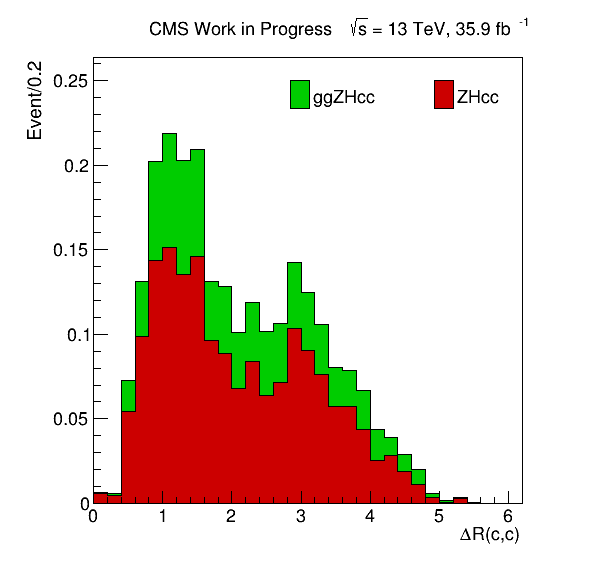 CMS Work in Progress √s = 13 TeV, 35.9 fb -1
Event/0.2
ggZHcc ZHcc
0.25
0.2
0.15
0.1
0.05
0
0 1 2 3 4 5 6
ΔR(c,c)